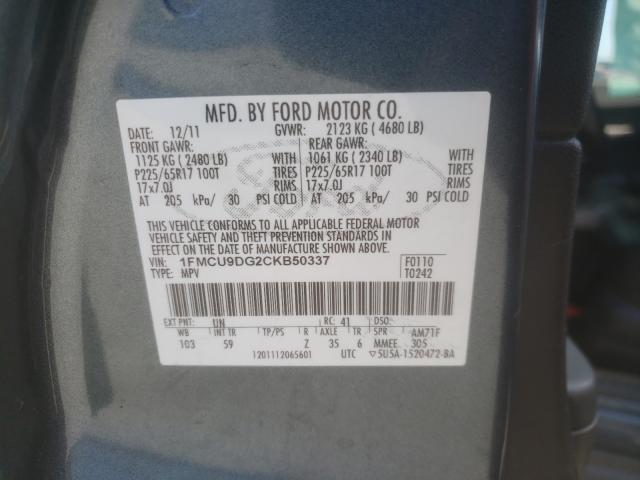 MFD. BY FORD MOTOR CO.
DATE: 12/11 GVWR: 2123 KG ( 4680 LB)
FRONT GAWR: REAR GAWR:
1125 KG ( 2480 LB) WITH 1061 KG ( 2340 LB) WITH
P225/65R17 100T TIRES P225/65R17 100T TIRES
17x7.0J RIMS 17x7.0J RIMS
AT 205 kPa/ 30 PSI COLD AT 205 kPa/ 30 PSI COLD
THIS VEHICLE CONFORMS TO ALL APPLICABLE FEDERAL MOTOR
VEHICLE SAFETY AND THEFT PREVENTION STANDARDS IN
EFFECT ON THE DATE OF MANUFACTURE SHOWN ABOVE.
VIN: 1FMCU9DG2CKB50337 F0110
TYPE: MPV T0242
EXT PNT: UN RC: 41 DSO:
WB INT TR TP/PS R AXLE TR SPR AM71F
103 59 Z 35 6 MMEE 305
1201112065601 UTC 5U5A-1520472-BA